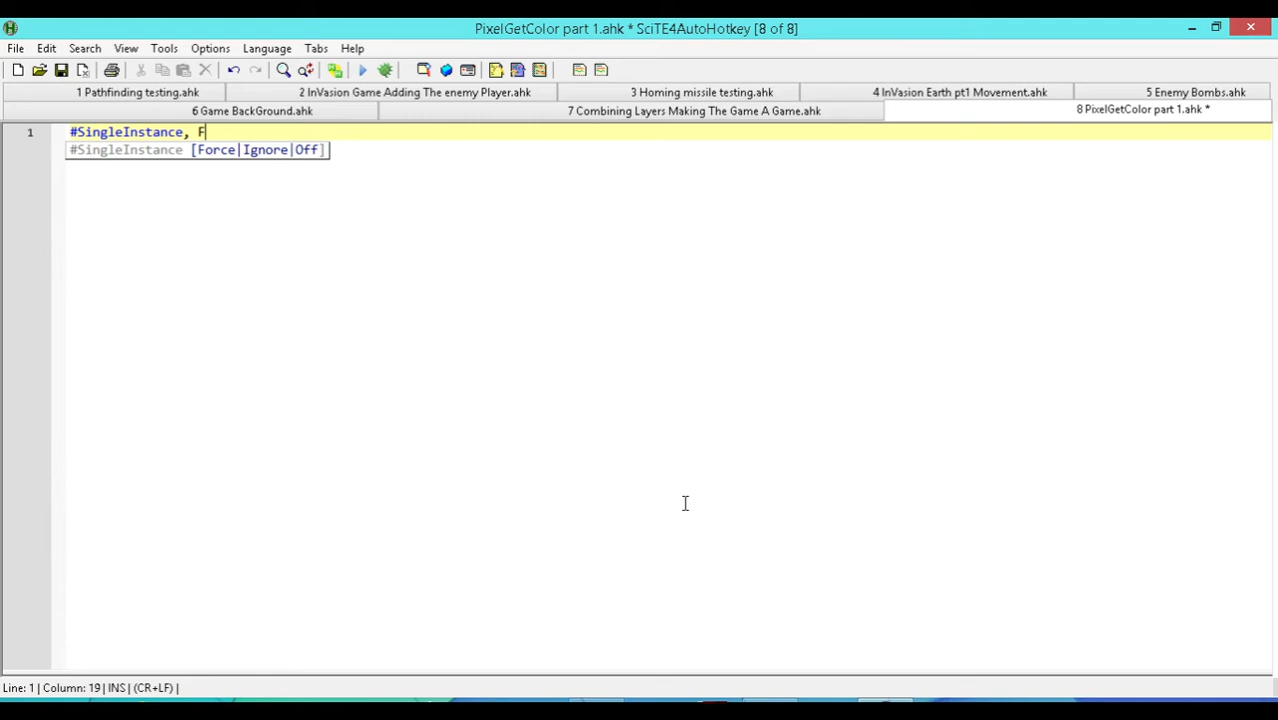 PixelGetColor part 1.ahk * SciTE4AutoHotkey [8 of 8]
File Edit Search View Tools Options Language Tabs Help
1 Pathfinding testing.ahk 2 InVasion Game Adding The enemy Player.ahk 3 Homing missile testing.ahk 4 InVasion Earth pt1 Movement.ahk 5 Enemy Bombs.ahk
6 Game BackGround.ahk 7 Combining Layers Making The Game A Game.ahk 8 PixelGetColor part 1.ahk *
1 #SingleInstance, F
#SingleInstance [Force|Ignore|Off]
Line: 1 | Column: 19 | INS | (CR+LF) |